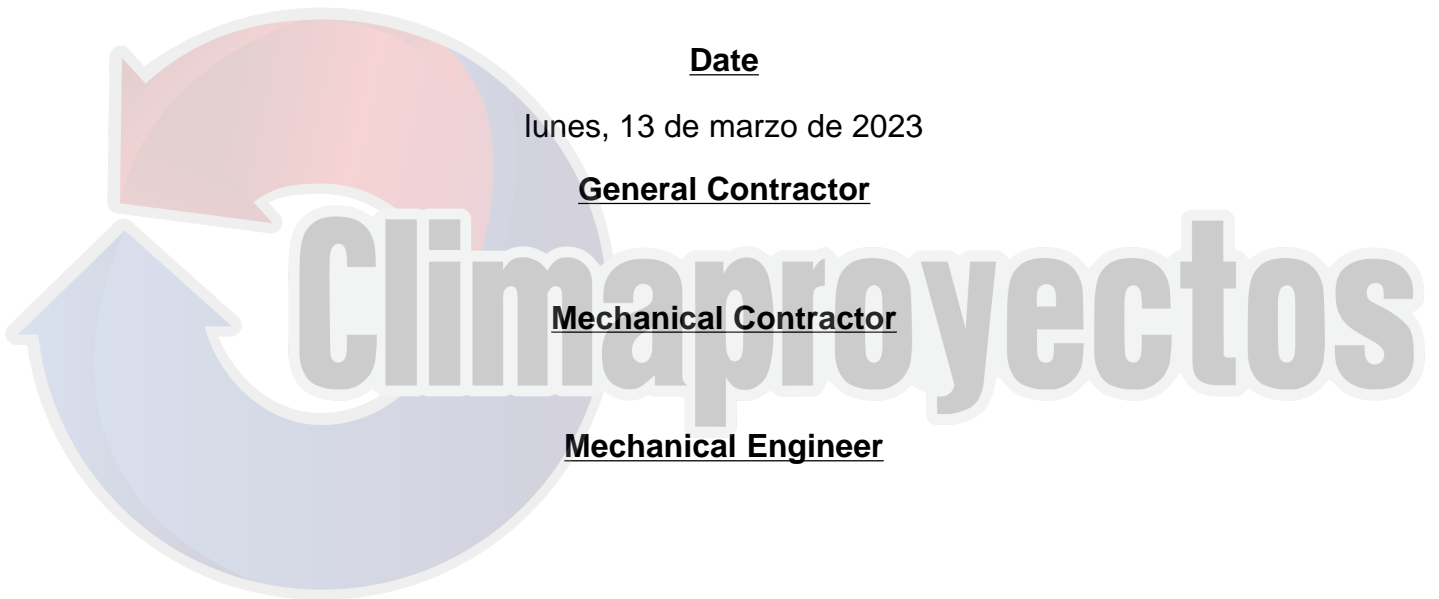 Date
lunes, 13 de marzo de 2023
General Contractor
Climaproyectos
Mechanical Contractor
Mechanical Engineer